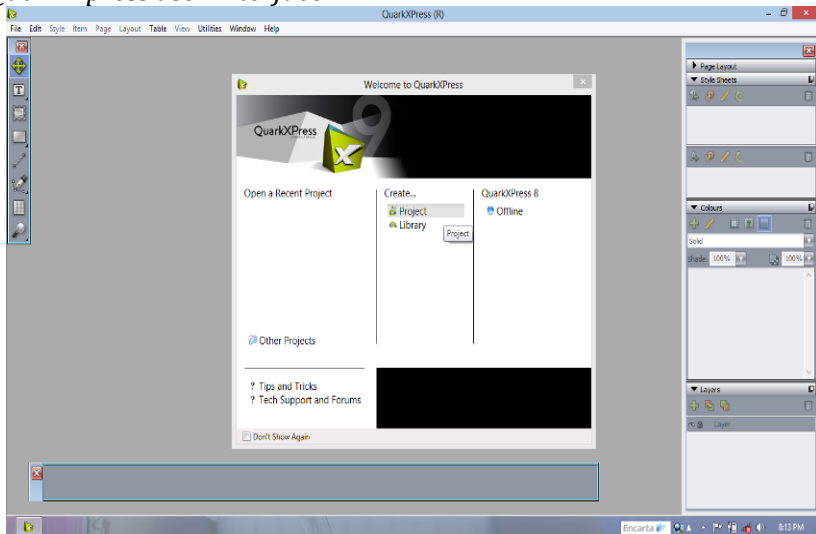 QuarkXPress (R)
File Edit Style Item Page Layout Table View Utilities Window Help
Welcome to QuarkXPress
QuarkXPress
9
Open a Recent Project
Other Projects
? Tips and Tricks
? Tech Support and Forums
Create...
Project
Library
Project
QuarkXPress 8
Offline
Don't Show Again
Page Layout
Style Sheets
Colours
Solid
Shade: 100% 100%
Layers
Layer
Encarta
8:13 PM